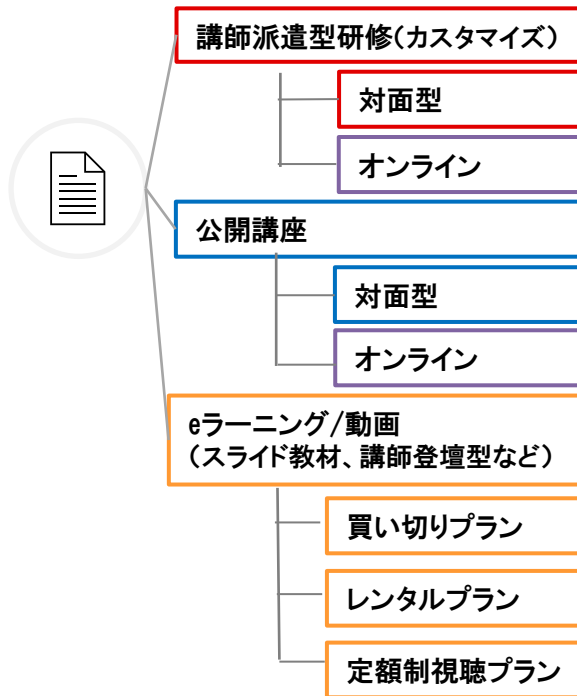 講師派遣型研修(カスタマイズ)
対面型
オンライン
公開講座
対面型
オンライン
eラーニング/動画
(スライド教材、講師登壇型など)
買い切りプラン
レンタルプラン
定額制視聴プラン